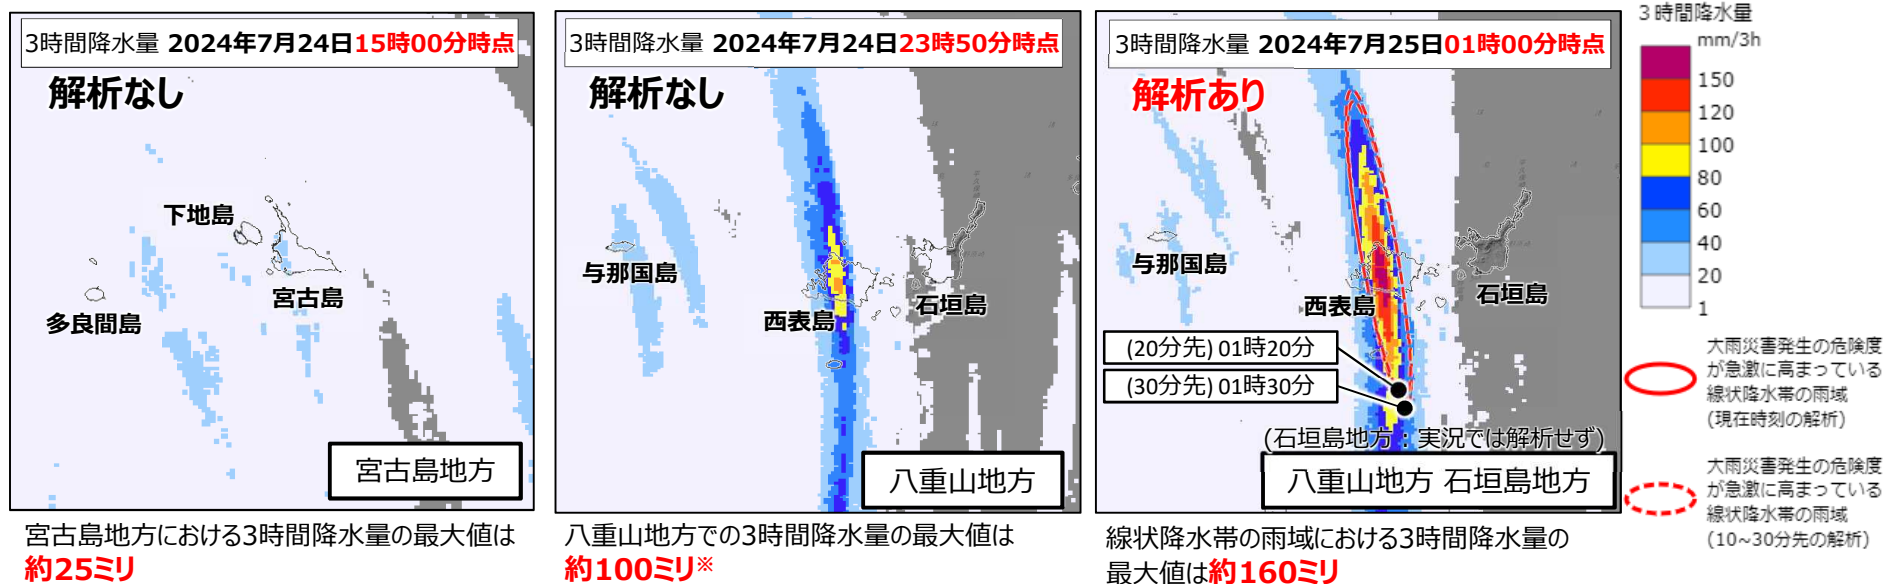 3時間降水量 2024年7月24日15時00分時点
解析なし
下地島
宮古島
多良間島
宮古島地方
宮古島地方における3時間降水量の最大値は
約25ミリ
3時間降水量 2024年7月24日23時50分時点
解析なし
与那国島
西表島
石垣島
八重山地方
八重山地方での3時間降水量の最大値は
約100ミリ※
3時間降水量 2024年7月25日01時00分時点
解析あり
与那国島
西表島
石垣島
(20分先) 01時20分
(30分先) 01時30分
(石垣島地方：実況では解析せず)
八重山地方 石垣島地方
線状降水帯の雨域における3時間降水量の
最大値は約160ミリ
3時間降水量
mm/3h
150
120
100
80
60
40
20
1
大雨災害発生の危険度
が急激に高まっている
線状降水帯の雨域
(現在時刻の解析)
大雨災害発生の危険度
が急激に高まっている
線状降水帯の雨域
(10~30分先の解析)